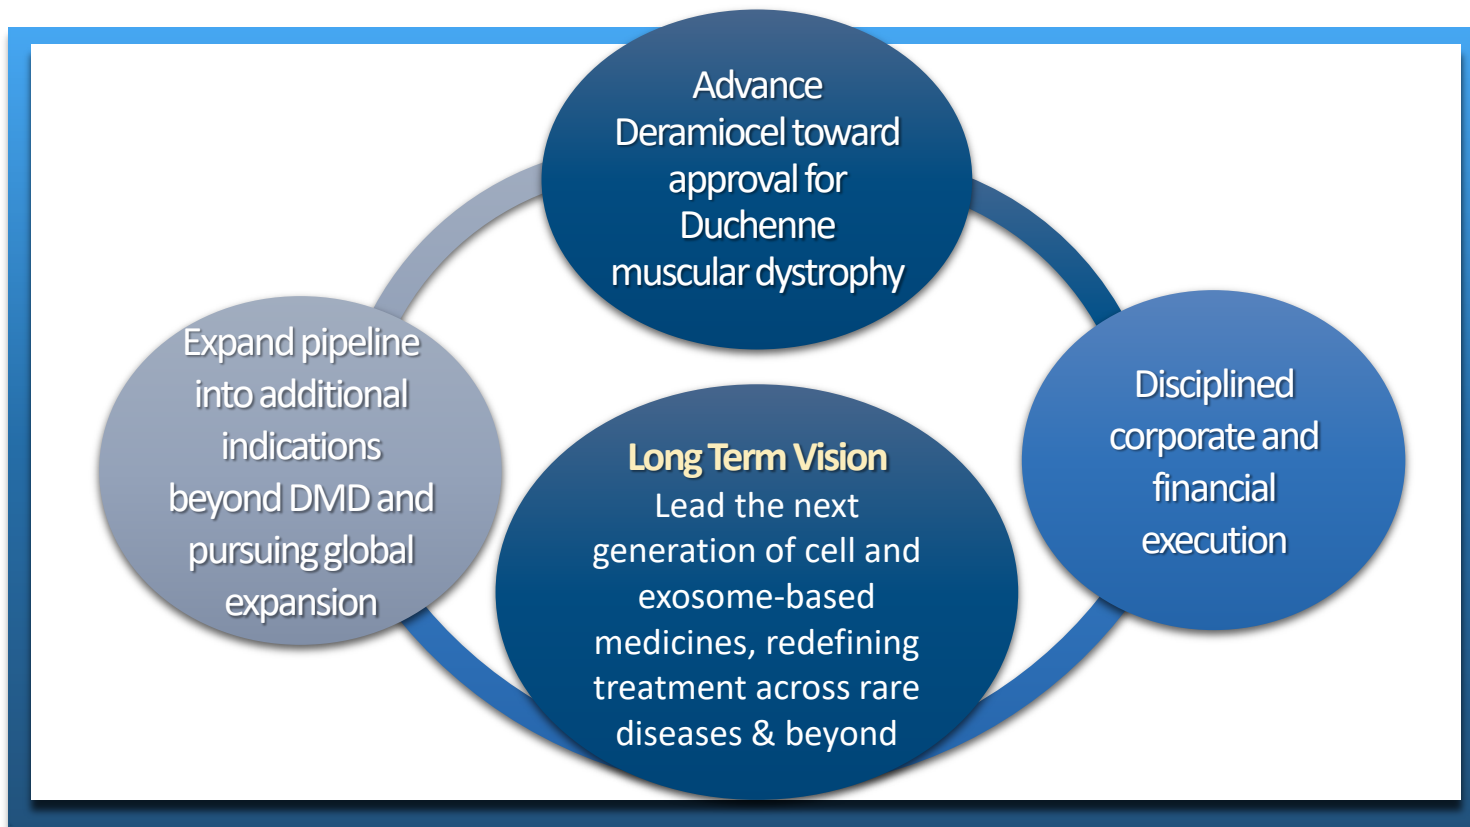 Advance
Deramiocel toward
approval for
Duchenne
muscular dystrophy
Expand pipeline
into additional
indications
beyond DMD and
pursuing global
expansion
Disciplined
corporate and
financial
execution
Long Term Vision
Lead the next
generation of cell and
exosome-based
medicines, redefining
treatment across rare
diseases & beyond